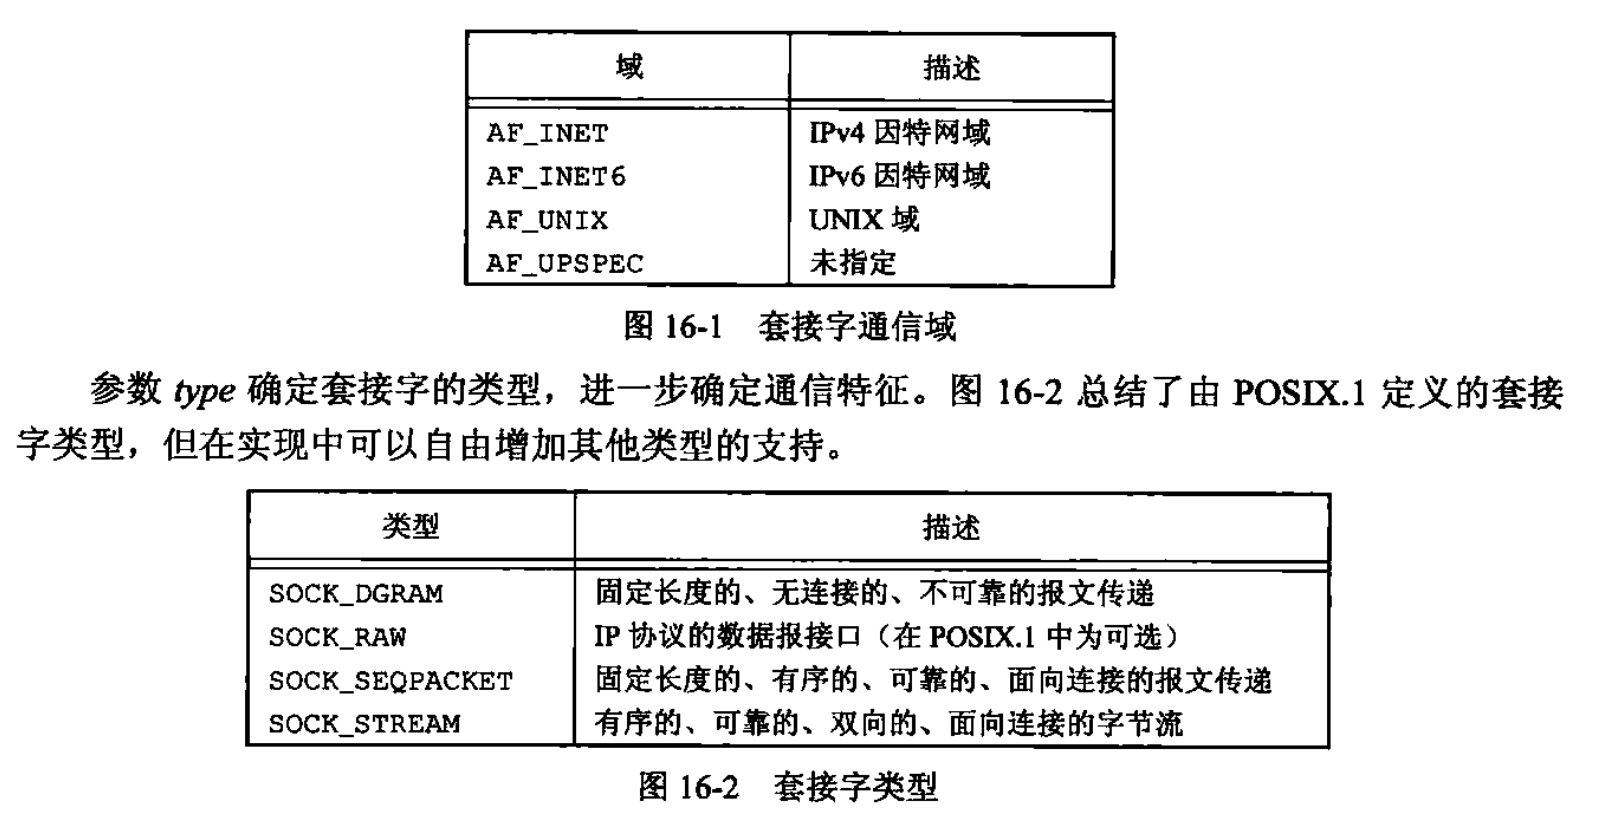 域 描述
AF_INET IPv4 因特网域
AF_INET6 IPv6 因特网域
AF_UNIX UNIX 域
AF_UPSPEC 未指定
图 16-1 套接字通信域
参数 type 确定套接字的类型，进一步确定通信特征。图 16-2 总结了由 POSIX.1 定义的套接
字类型，但在实现中可以自由增加其他类型的支持。
类型 描述
SOCK_DGRAM 固定长度的、无连接的、不可靠的报文传递
SOCK_RAW IP 协议的数据报接口（在 POSIX.1 中为可选）
SOCK_SEQPACKET 固定长度的、有序的、可靠的、面向连接的报文传递
SOCK_STREAM 有序的、可靠的、双向的、面向连接的字节流
图 16-2 套接字类型